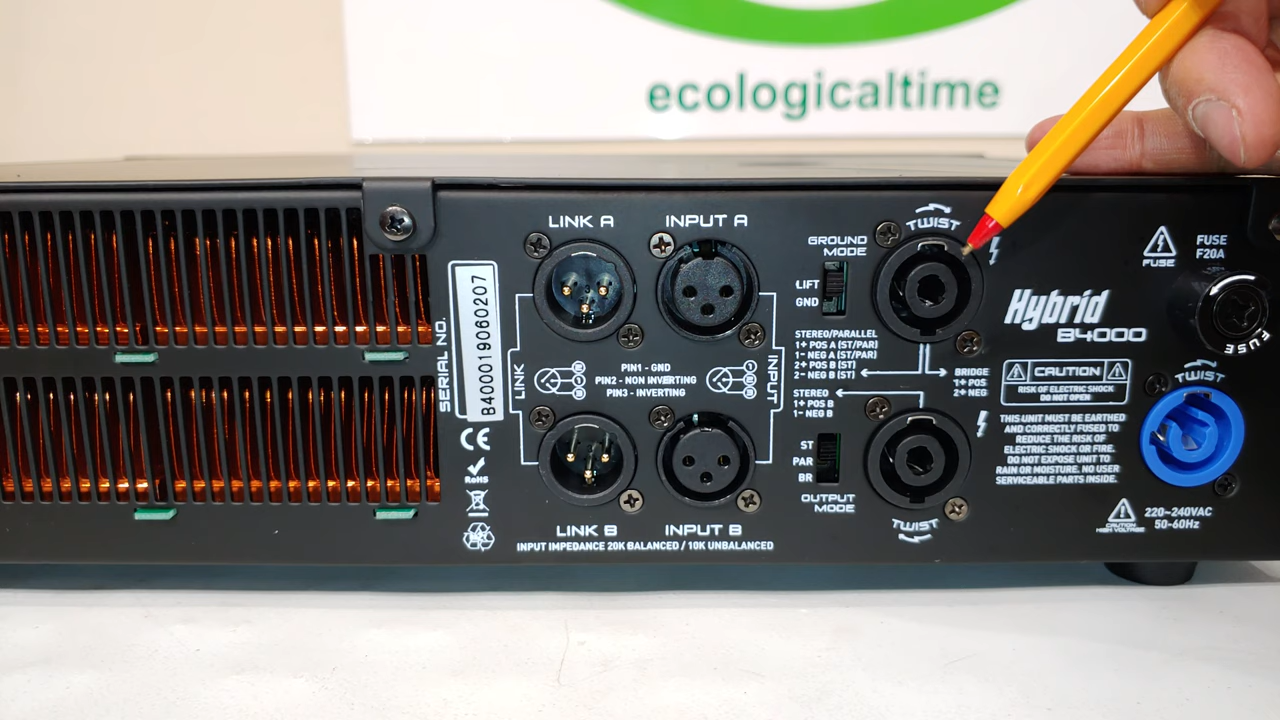 ecologicaltime
LINK A
INPUT A
TWIST
GROUND
MODE
LIFT
GND
FUSE
FUSE
F20A
FUSE
Hybrid
B4000
SERIAL NO.
B400019060207
STEREO/PARALLEL
1+ POS A (ST/PAR)
1- NEG A (ST/PAR)
2+ POS B (ST)
2- NEG B (ST)
BRIDGE
1+ POS
2+ NEG
STEREO
1+ POS B
1- NEG B
LINK
INPUT
PIN1 - GND
PIN2 - NON INVERTING
PIN3 - INVERTING
CAUTION
RISK OF ELECTRIC SHOCK
DO NOT OPEN
THIS UNIT MUST BE EARTHED
AND CORRECTLY FUSED TO
REDUCE THE RISK OF
ELECTRIC SHOCK OR FIRE.
DO NOT EXPOSE UNIT TO
RAIN OR MOISTURE. NO USER
SERVICEABLE PARTS INSIDE.
TWIST
CE
RoHS
ST
PAR
BR
OUTPUT
MODE
TWIST
LINK B
INPUT B
INPUT IMPEDANCE 20K BALANCED / 10K UNBALANCED
CAUTION
HIGH VOLTAGE
220~240VAC
50-60Hz